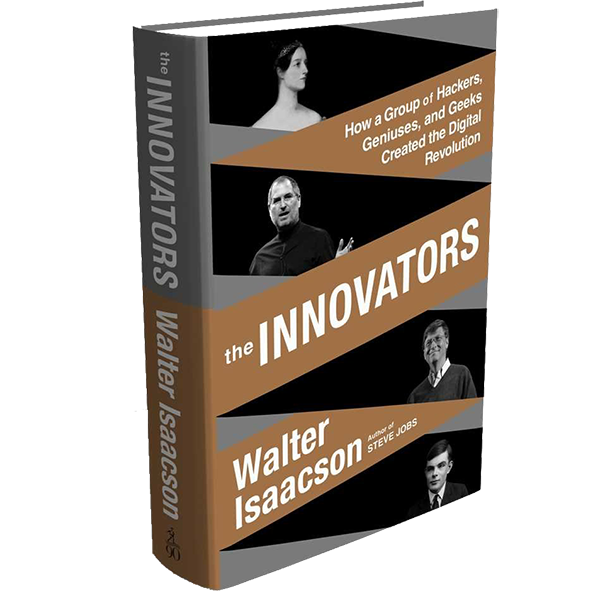 the INNOVATORS Walter Isaacson
How a Group of Hackers,
Geniuses, and Geeks
Created the Digital
Revolution
the INNOVATORS
Walter
Isaacson
Author of
STEVE JOBS